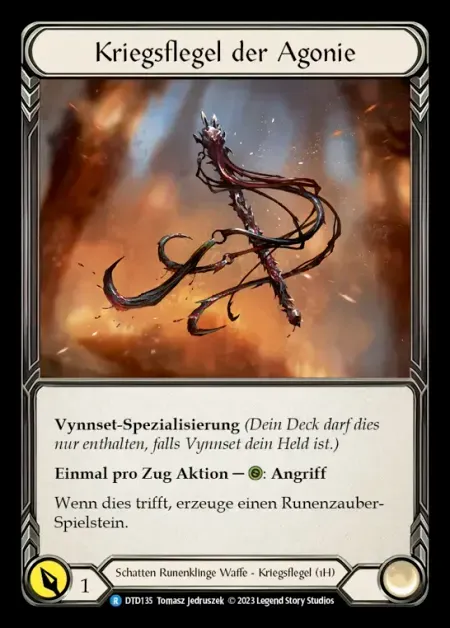 Kriegsflegel der Agonie
Vynnset-Spezialisierung (Dein Deck darf dies
nur enthalten, falls Vynnset dein Held ist.)
Einmal pro Zug Aktion — : Angriff
Wenn dies trifft, erzeuge einen Runenzauber-
Spielstein.
1
Schatten Runenklinge Waffe - Kriegsflegel (1H)
R DTD135 Tomasz Jedruszek © 2023 Legend Story Studios